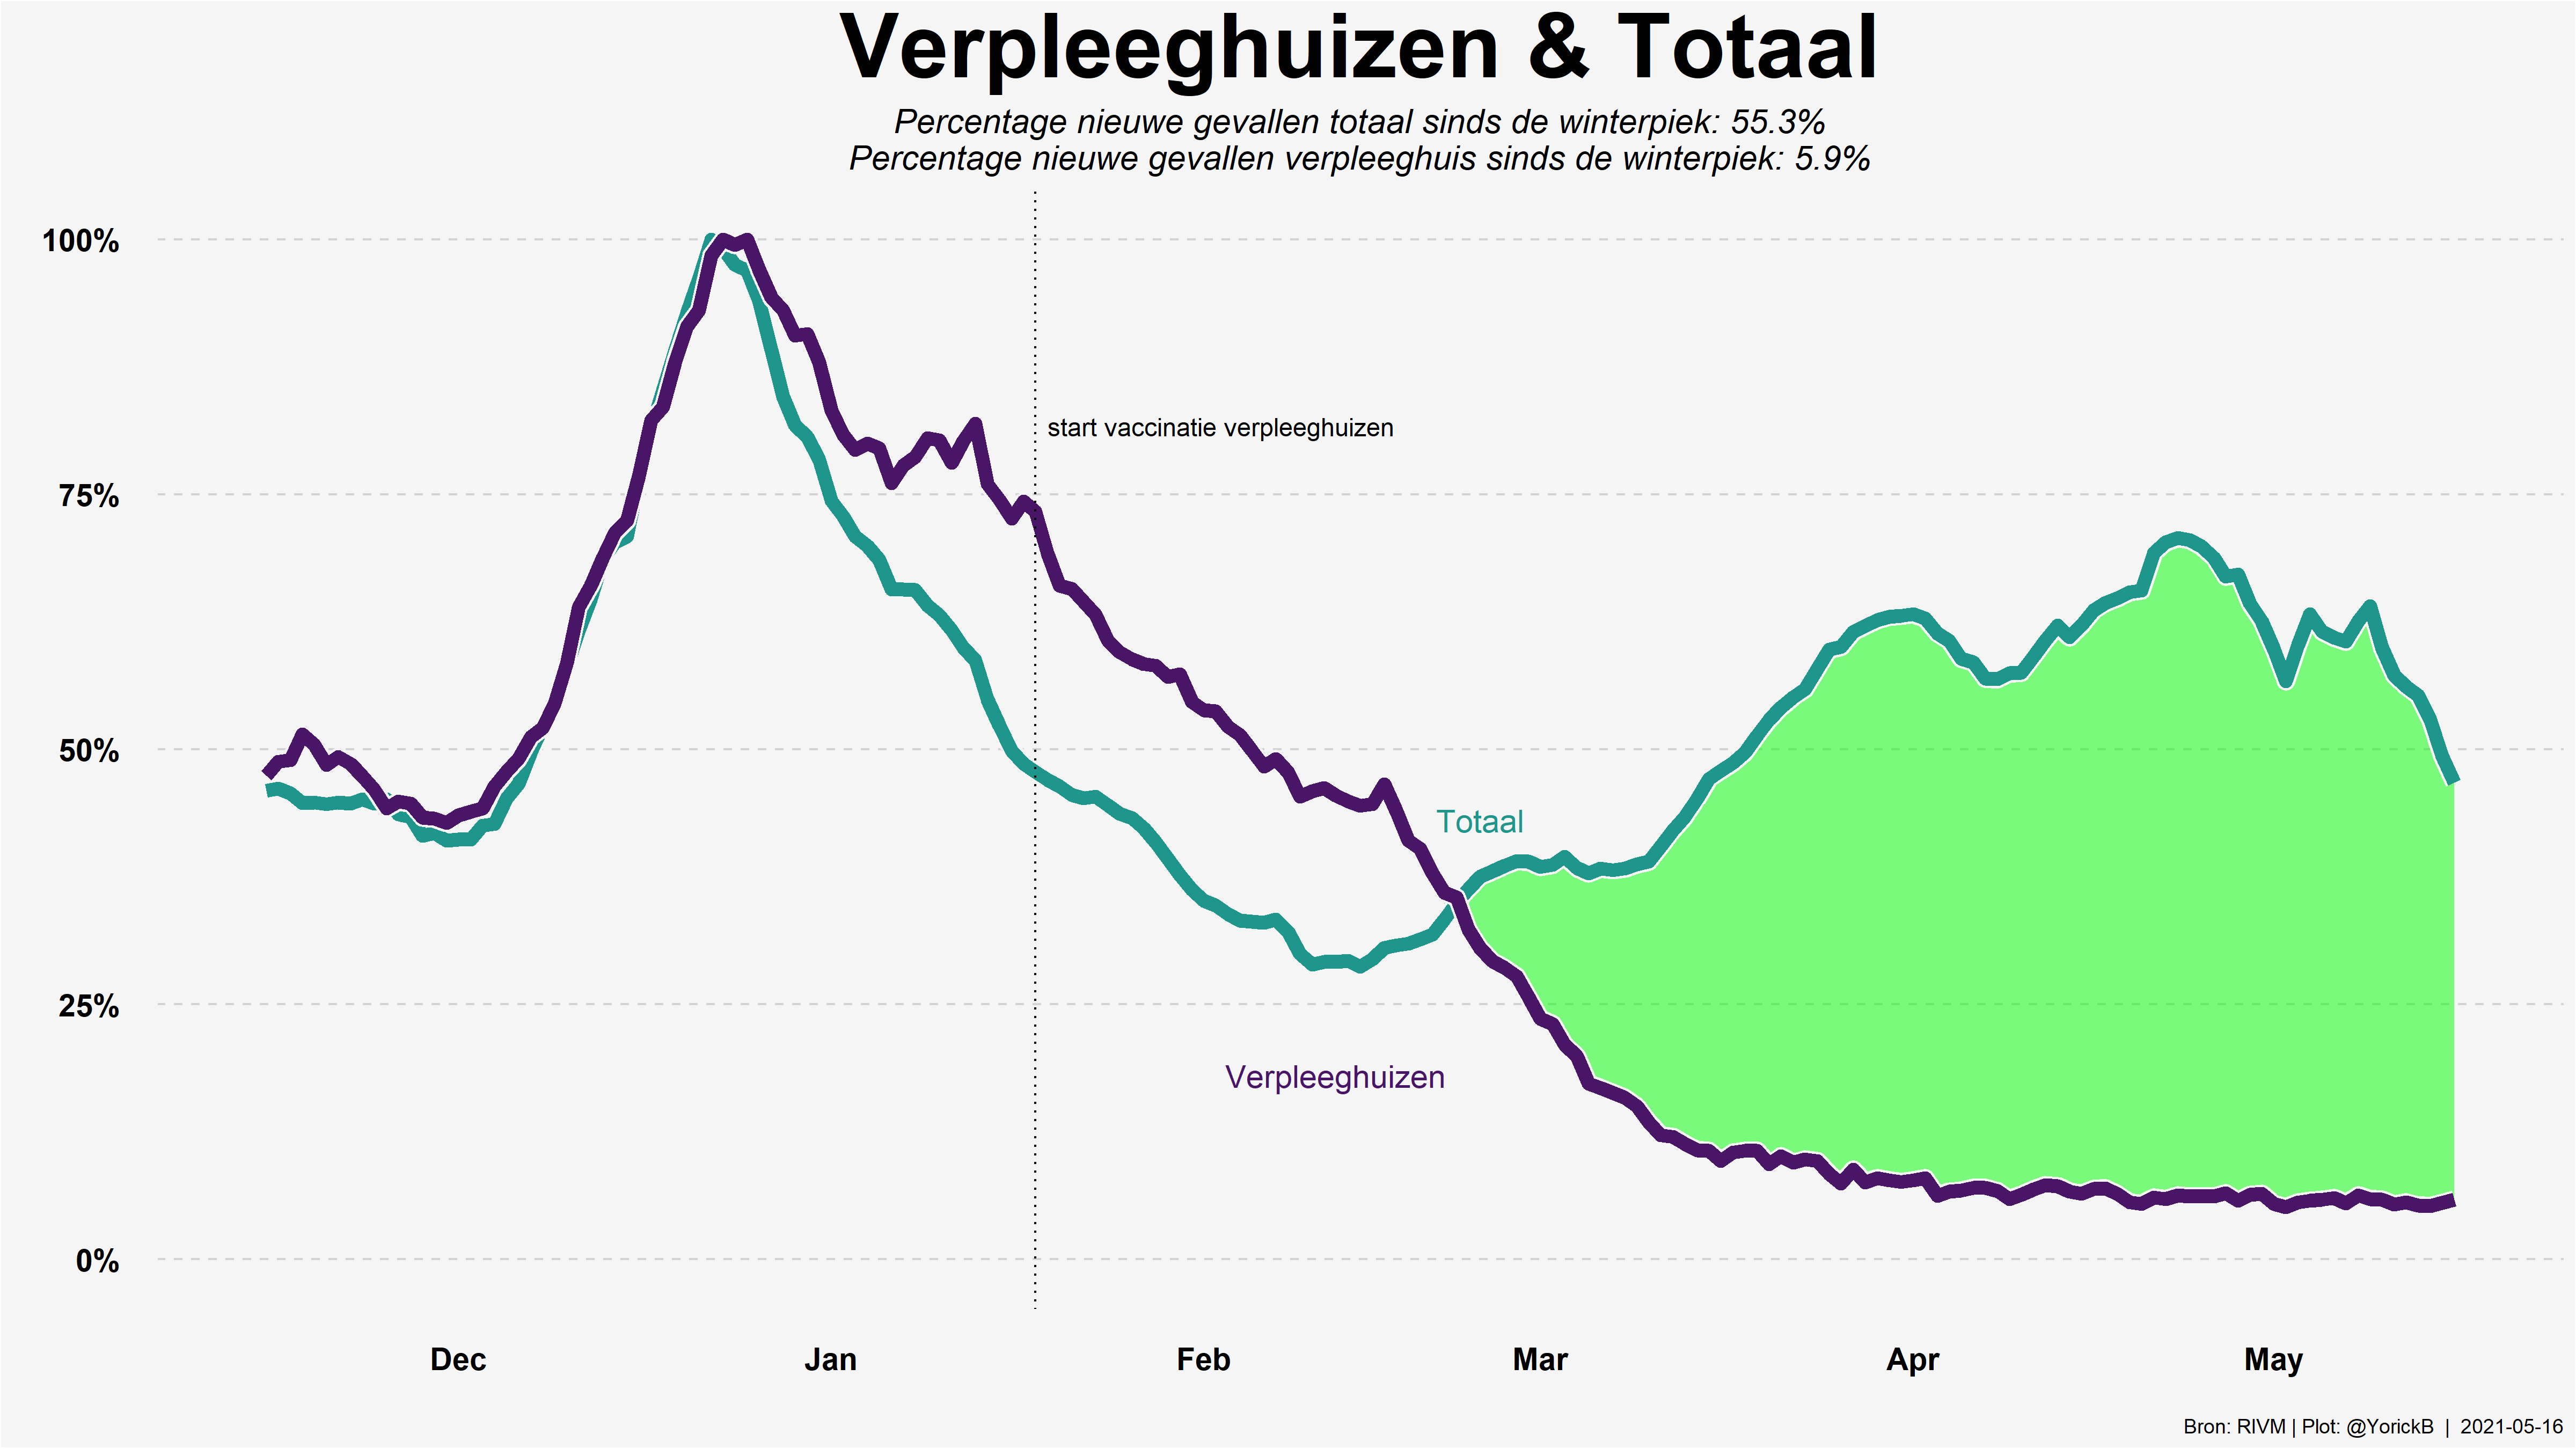 Verpleeghuizen & Totaal
Percentage nieuwe gevallen totaal sinds de winterpiek: 55.3%
Percentage nieuwe gevallen verpleeghuis sinds de winterpiek: 5.9%
100%
start vaccinatie verpleeghuizen
75%
50%
Totaal
25%
Verpleeghuizen
0%
Dec Jan Feb Mar Apr May
Bron: RIVM | Plot: @YorickB | 2021-05-16